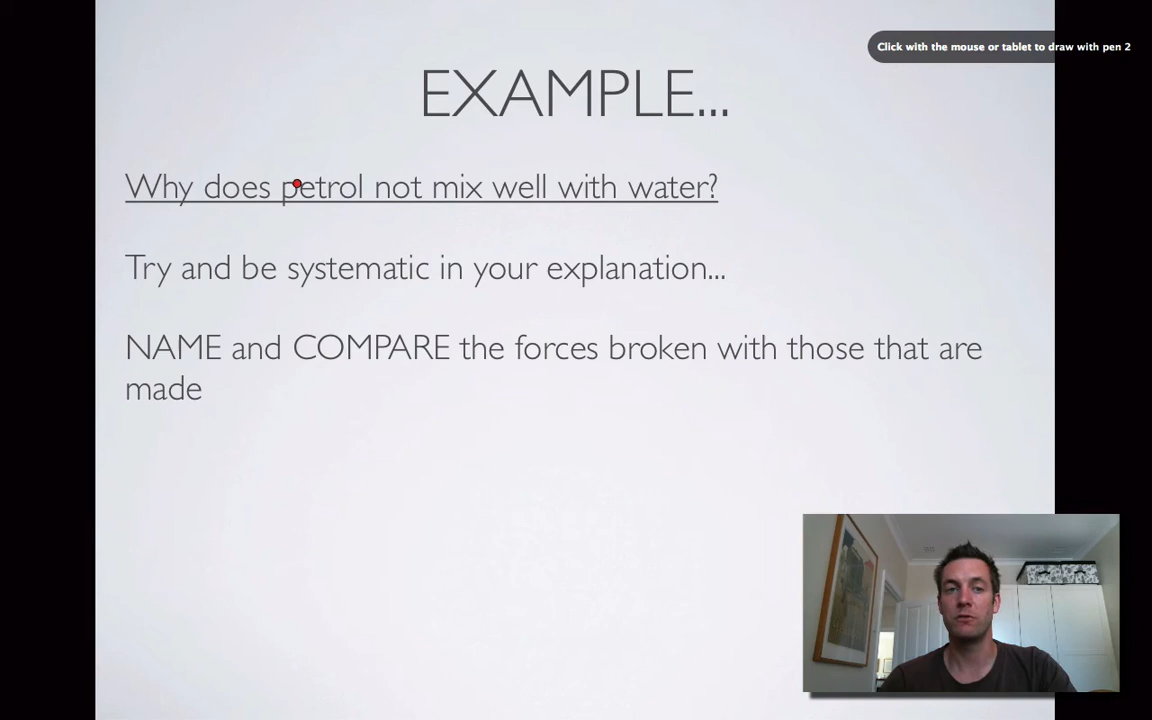 Click with the mouse or tablet to draw with pen 2
EXAMPLE...
Why does petrol not mix well with water?
Try and be systematic in your explanation...
NAME and COMPARE the forces broken with those that are
made